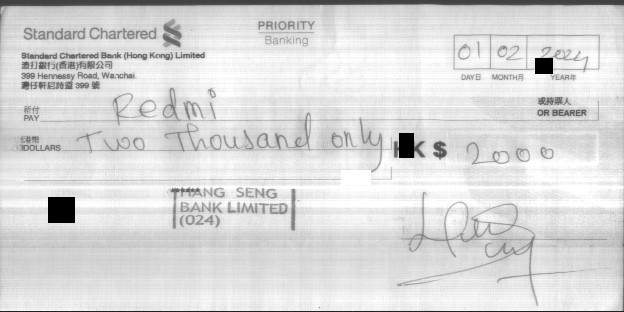 Standard Chartered
PRIORITY
Banking
Standard Chartered Bank (Hong Kong) Limited
渣打銀行(香港)有限公司
399 Hennessy Road, Wanchai
灣仔軒尼詩道 399 號
01 02 2024
DAY日 MONTH月 YEAR年
祈付
PAY Redmi 或持票人
OR BEARER
港幣
DOLLARS Two Thousand only HK $ 2000
HANG SENG
BANK LIMITED
(024)